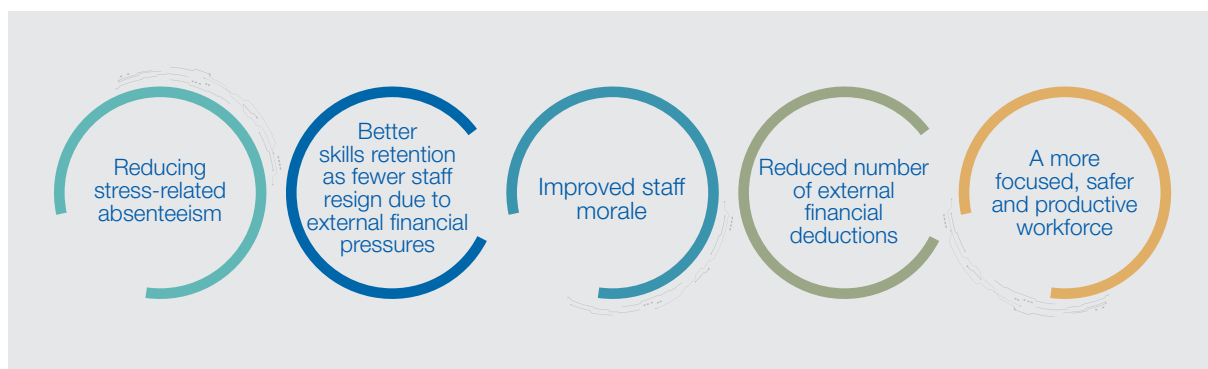 Reducing
stress-related
absenteeism
Better
skills retention
as fewer staff
resign due to
external financial
pressures
Improved staff
morale
Reduced number
of external
financial
deductions
A more
focused, safer
and productive
workforce